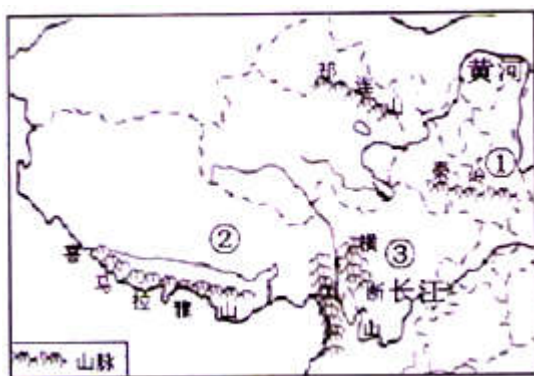 祁连山
黄河
①
秦岭
②
③
横
断
山
长江
喜
马
拉
雅
山
山脉